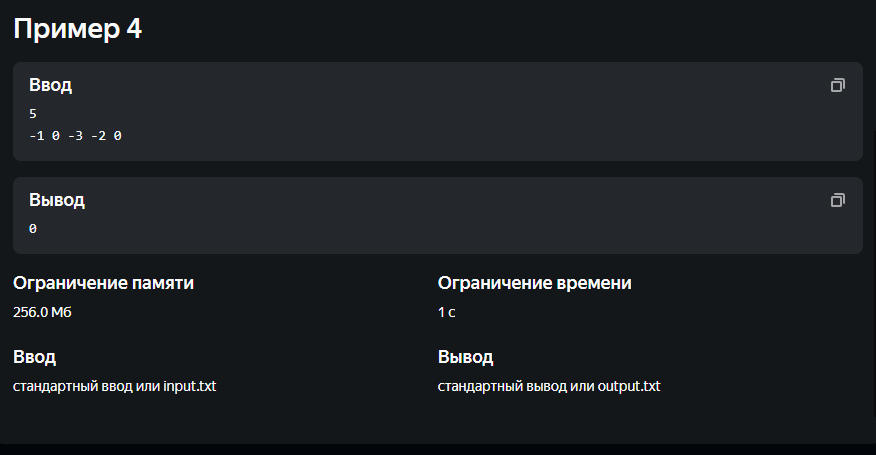 Пример 4
Ввод
5
-1 0 -3 -2 0
Вывод
0
Ограничение памяти
256.0 Мб
Ограничение времени
1 с
Ввод
стандартный ввод или input.txt
Вывод
стандартный вывод или output.txt